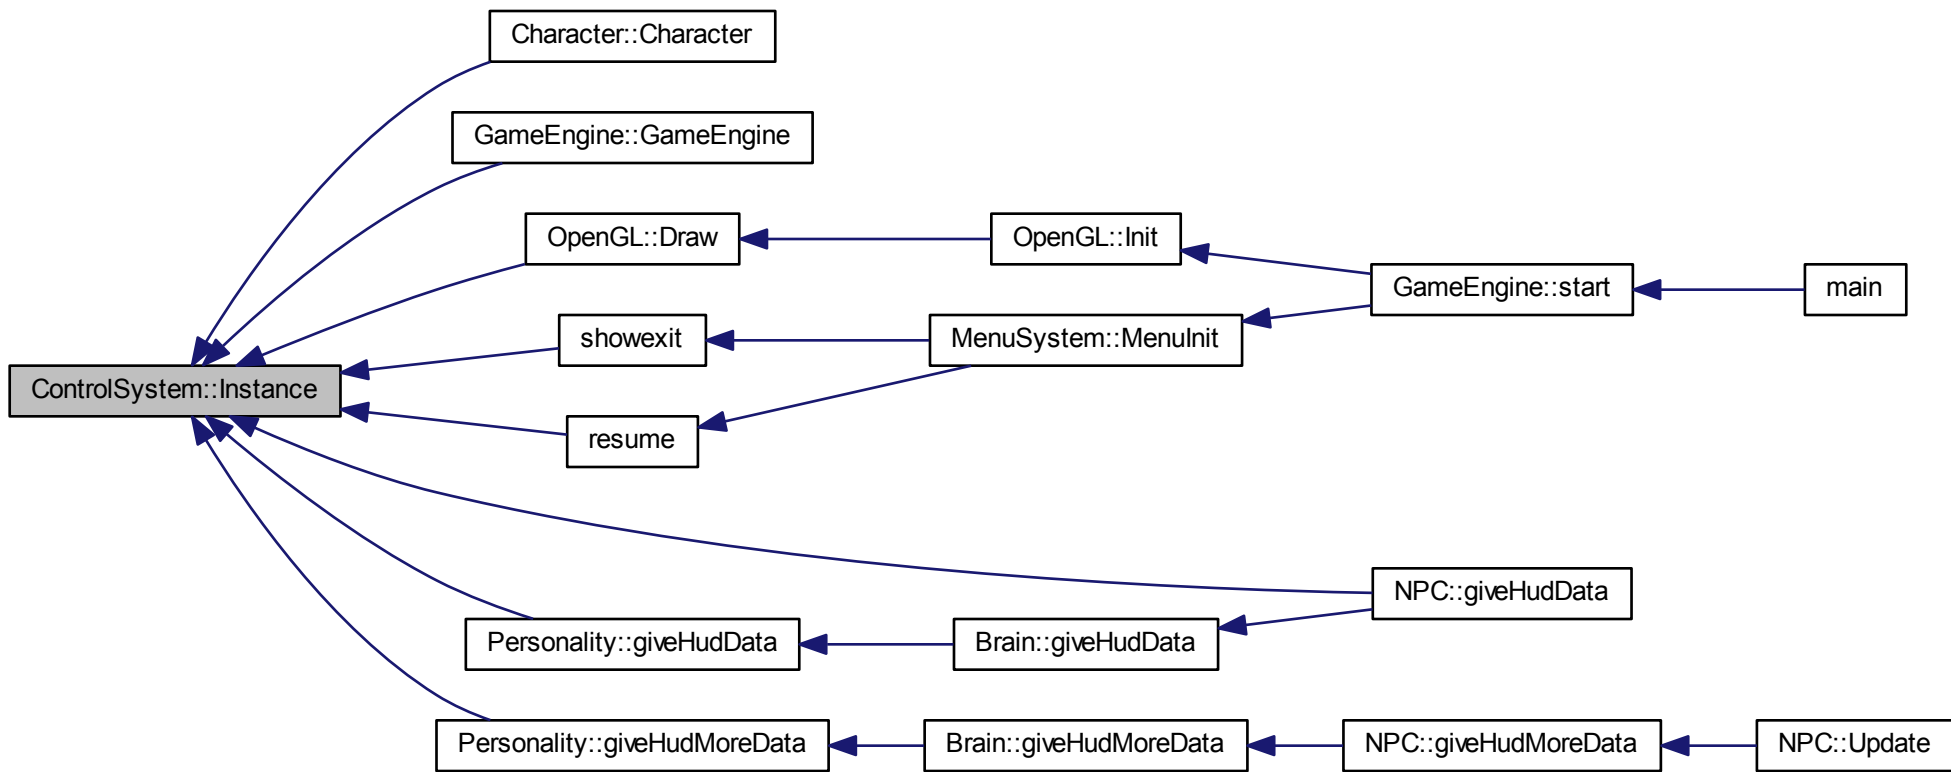 Character::Character
GameEngine::GameEngine
OpenGL::Draw
OpenGL::Init
GameEngine::start
main
showexit
MenuSystem::MenuInit
ControlSystem::Instance
resume
NPC::giveHudData
Personality::giveHudData
Brain::giveHudData
Personality::giveHudMoreData
Brain::giveHudMoreData
NPC::giveHudMoreData
NPC::Update